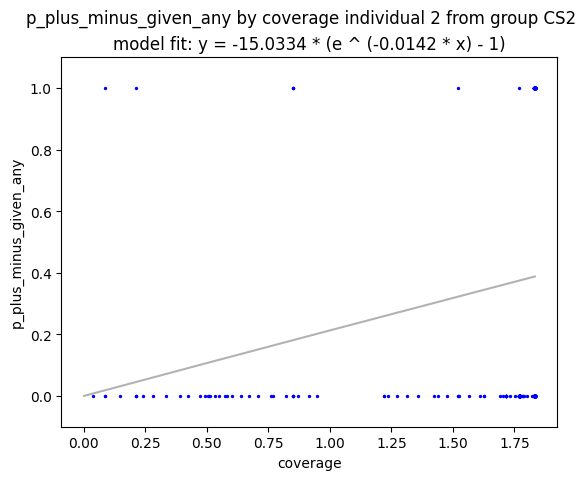 p_plus_minus_given_any by coverage individual 2 from group CS2
model fit: y = -15.0334 * (e ^ (-0.0142 * x) - 1)
1.0
0.8
0.6
0.4
0.2
0.0
p_plus_minus_given_any
0.00 0.25 0.50 0.75 1.00 1.25 1.50 1.75
coverage